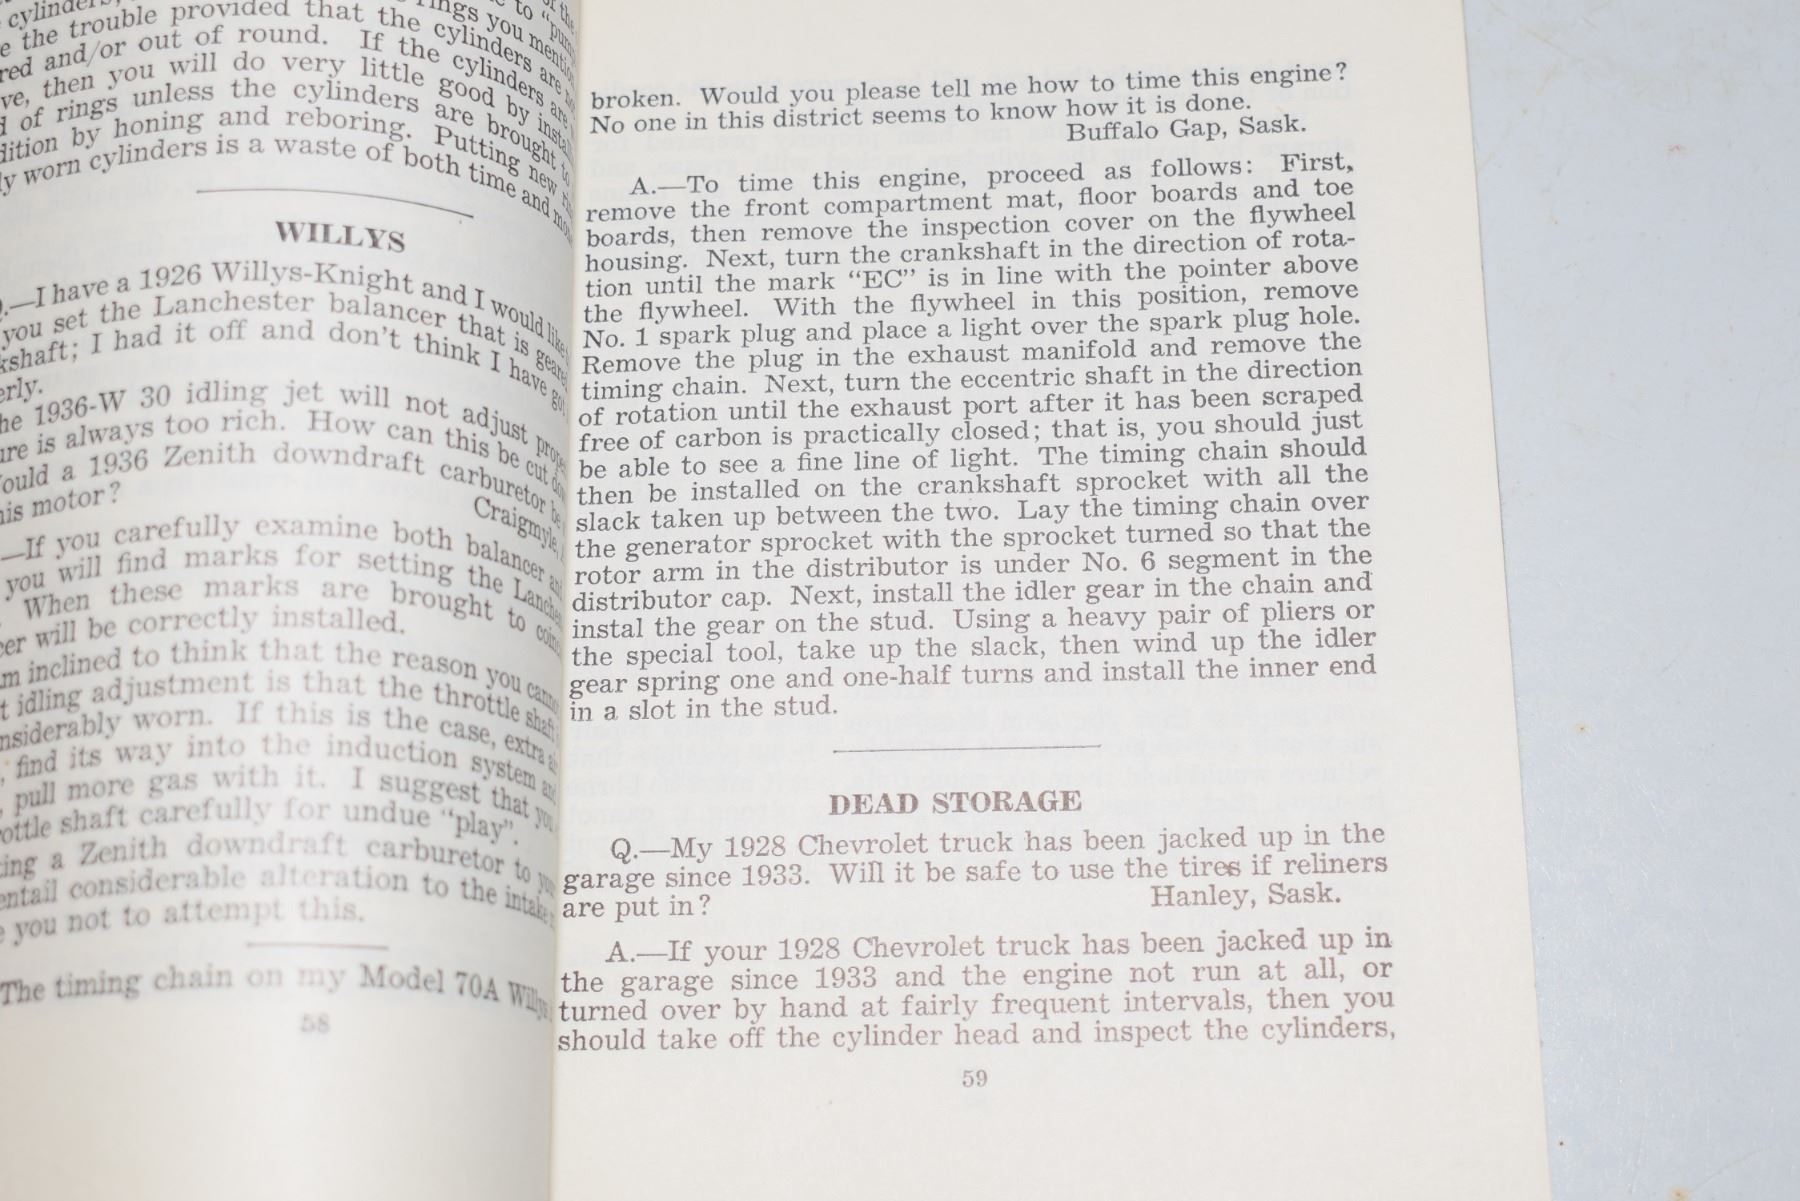 cylinders,
e the trouble provided that the cylinders are
red and/or out of round. If the cylinders are
ve, then you will do very little good by
of rings unless the cylinders are brought to
dition by honing and reboring. Putting new
ly worn cylinders is a waste of both time and
WILLYS
.—I have a 1926 Willys-Knight and I would like
you set the Lanchester balancer that is
kshaft; I had it off and don't think I have
erly.
he 1936-W 30 idling jet will not adjust
ure is always too rich. How can this be cut
ould a 1936 Zenith downdraft carburetor be
his motor?
Craigmyle,
—If you carefully examine both balancer
you will find marks for setting the
When these marks are brought to
cer will be correctly installed.
m inclined to think that the reason you
t idling adjustment is that the throttle shaft
nsiderably worn. If this is the case, extra
find its way into the induction system
pull more gas with it. I suggest that you
ottle shaft carefully for undue "play".
ing a Zenith downdraft carburetor to
entail considerable alteration to the intake
e you not to attempt this.
The timing chain on my Model 70A Willys
58
broken. Would you please tell me how to time this engine?
No one in this district seems to know how it is done.
Buffalo Gap, Sask.
A.—To time this engine, proceed as follows: First,
remove the front compartment mat, floor boards and toe
boards, then remove the inspection cover on the flywheel
housing. Next, turn the crankshaft in the direction of rota-
tion until the mark "EC" is in line with the pointer above
the flywheel. With the flywheel in this position, remove
No. 1 spark plug and place a light over the spark plug hole.
Remove the plug in the exhaust manifold and remove the
timing chain. Next, turn the eccentric shaft in the direction
of rotation until the exhaust port after it has been scraped
free of carbon is practically closed; that is, you should just
be able to see a fine line of light. The timing chain should
then be installed on the crankshaft sprocket with all the
slack taken up between the two. Lay the timing chain over
the generator sprocket with the sprocket turned so that the
rotor arm in the distributor is under No. 6 segment in the
distributor cap. Next, install the idler gear in the chain and
instal the gear on the stud. Using a heavy pair of pliers or
the special tool, take up the slack, then wind up the idler
gear spring one and one-half turns and install the inner end
in a slot in the stud.
DEAD STORAGE
Q.—My 1928 Chevrolet truck has been jacked up in the
garage since 1933. Will it be safe to use the tires if reliners
are put in?
Hanley, Sask.
A.—If your 1928 Chevrolet truck has been jacked up in
the garage since 1933 and the engine not run at all, or
turned over by hand at fairly frequent intervals, then you
should take off the cylinder head and inspect the cylinders,
59